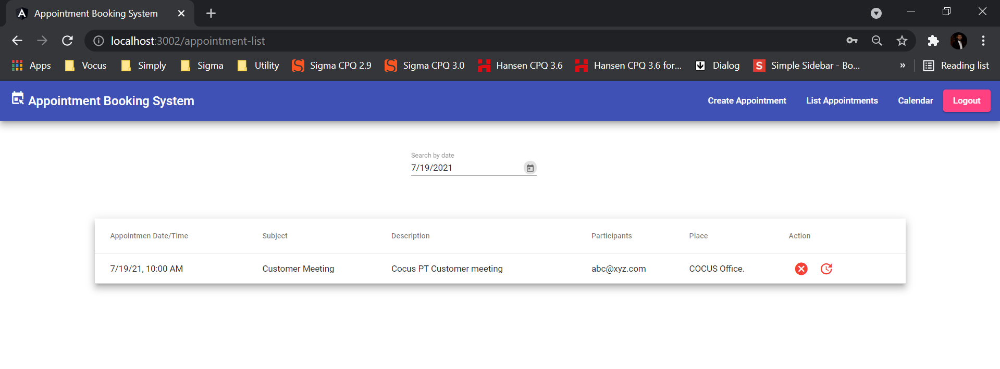 Appointment Booking System
localhost:3002/appointment-list
Apps Vocus Simply Sigma Utility Sigma CPQ 2.9 Sigma CPQ 3.0 Hansen CPQ 3.6 Hansen CPQ 3.6 for... Dialog Simple Sidebar - Bo... » Reading list
Appointment Booking System Create Appointment List Appointments Calendar Logout
Search by date
7/19/2021
Appointmen Date/Time Subject Description Participants Place Action
7/19/21, 10:00 AM Customer Meeting Cocus PT Customer meeting abc@xyz.com COCUS Office.